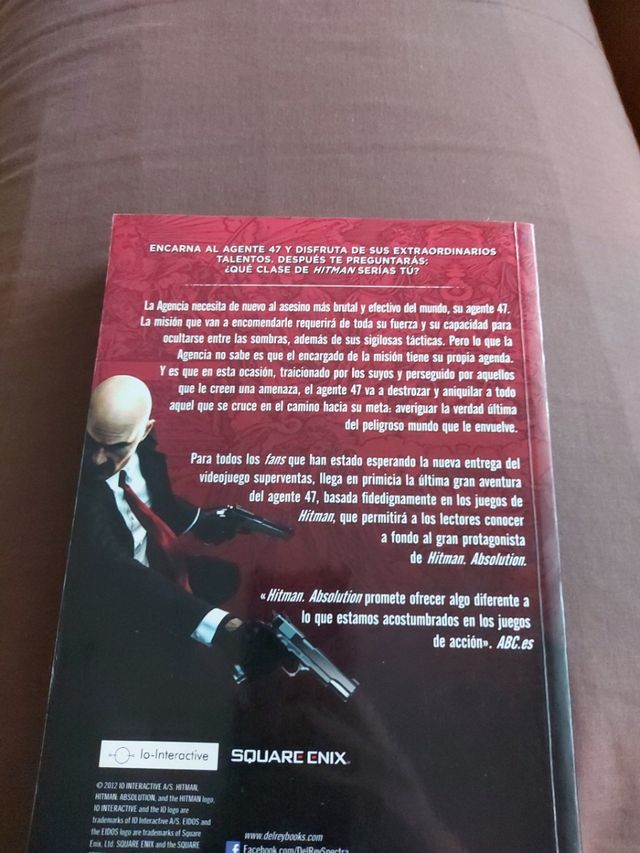 ENCARNA AL AGENTE 47 Y DISFRUTA DE SUS EXTRAORDINARIOS
TALENTOS. DESPUÉS TE PREGUNTARÁS:
¿QUÉ CLASE DE HITMAN SERÍAS TÚ?
La Agencia necesita de nuevo al asesino más brutal y efectivo del mundo, su agente 47.
La misión que van a encomendarle requerirá de toda su fuerza y su capacidad para
ocultarse entre las sombras, además de sus sigilosas tácticas. Pero lo que la
Agencia no sabe es que el encargado de la misión tiene su propia agenda.
Y es que en esta ocasión, traicionado por los suyos y perseguido por aquellos
que le creen una amenaza, el agente 47 va a destrozar y aniquilar a todo
aquel que se cruce en el camino hacia su meta: averiguar la verdad última
del peligroso mundo que le envuelve.
Para todos los fans que han estado esperando la nueva entrega del
videojuego superventas, llega en primicia la última gran aventura
del agente 47, basada fidedignamente en los juegos de
Hitman, que permitirá a los lectores conocer
a fondo al gran protagonista
de Hitman. Absolution.
«Hitman. Absolution promete ofrecer algo diferente a
lo que estamos acostumbrados en los juegos
de acción». ABC.es
Io-Interactive
SQUARE ENIX
© 2012 IO INTERACTIVE A/S. HITMAN,
HITMAN: ABSOLUTION, and the HITMAN logo,
IO INTERACTIVE and the IO logo are
trademarks of IO Interactive A/S. EIDOS and
the EIDOS logo are trademarks of Square
Enix, Ltd. SQUARE ENIX and the SQUARE
www.delreybooks.com
Facebook.com/DelReySpectra